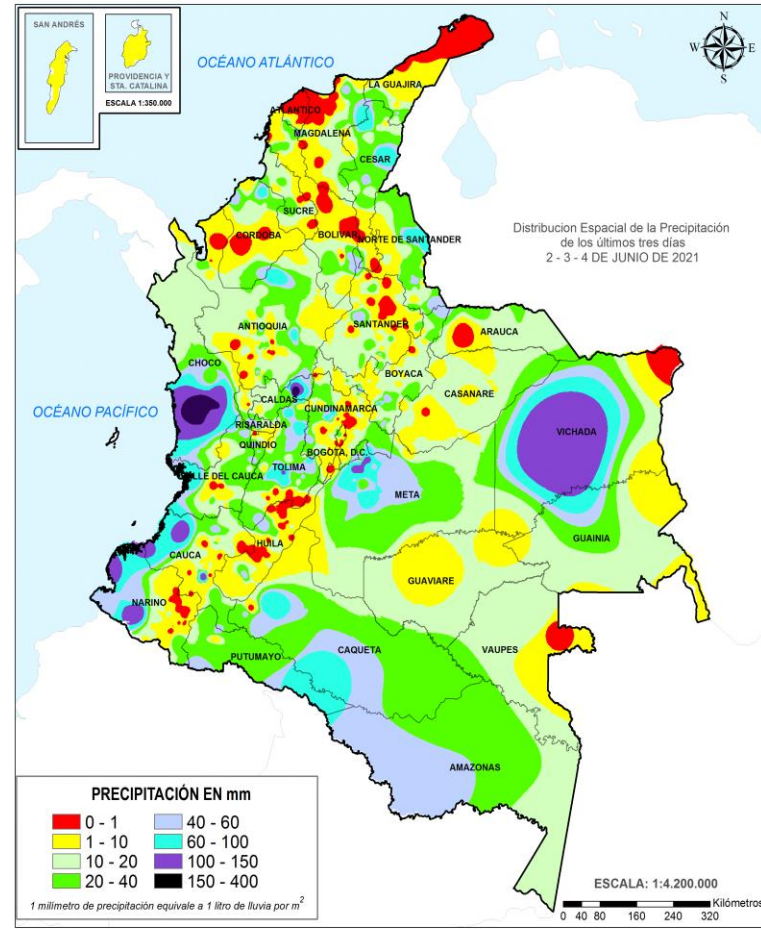 SAN ANDRÉS
PROVIDENCIA Y
STA. CATALINA
ESCALA 1:350.000
OCÉANO ATLÁNTICO
N
W
E
S
LA GUAJIRA
ATLANTICO
MAGDALENA
CESAR
SUCRE
CORDOBA
BOLIVAR
NORTE DE SANTANDER
Distribucion Espacial de la Precipitación
de los últimos tres días
2 - 3 - 4 DE JUNIO DE 2021
ANTIOQUIA
SANTANDER
ARAUCA
CHOCO
BOYACA
CASANARE
OCÉANO PACÍFICO
CALDAS
CUNDINAMARCA
RISARALDA
VICHADA
QUINDIO
BOGOTA, D.C.
TOLIMA
VALLE DEL CAUCA
META
GUAINIA
CAUCA
HUILA
GUAVIARE
NARIÑO
PUTUMAYO
CAQUETA
VAUPES
AMAZONAS
PRECIPITACIÓN EN mm
0 - 1
40 - 60
1 - 10
60 - 100
10 - 20
100 - 150
20 - 40
150 - 400
1 milímetro de precipitación equivale a 1 litro de lluvia por m²
ESCALA: 1:4.200.000
Kilómetros
0 40 80 160 240 320